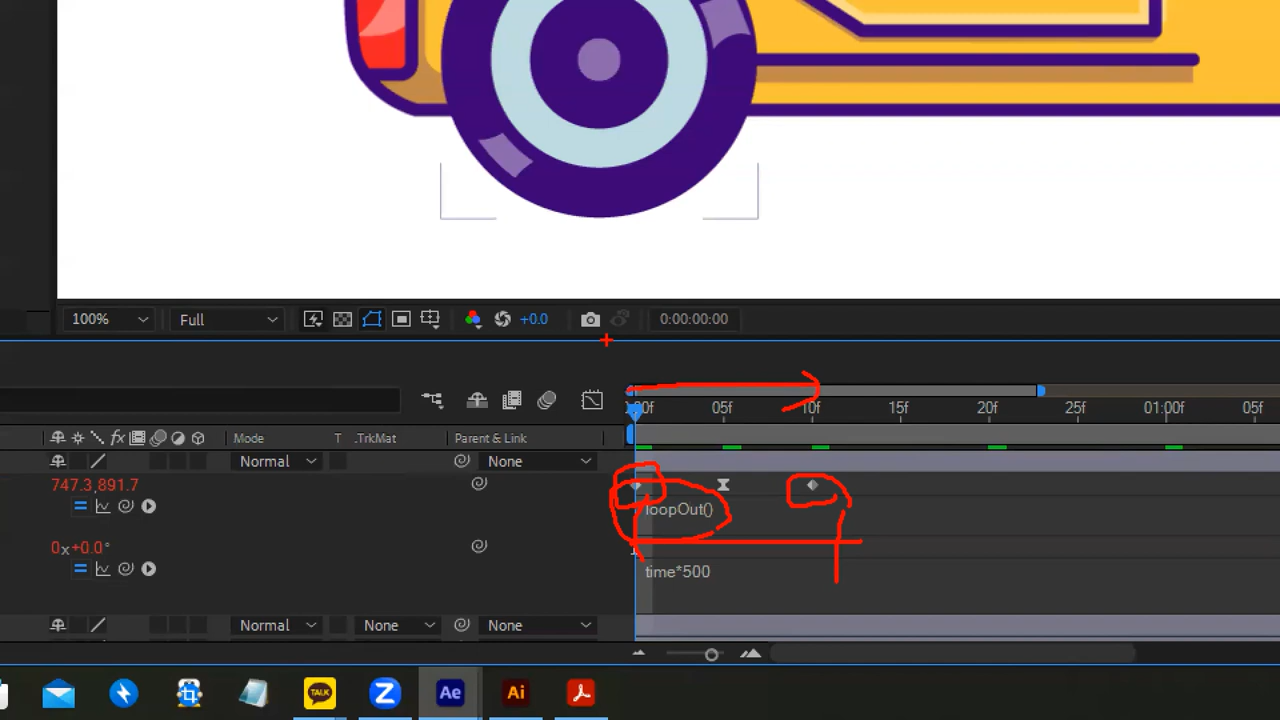 100% Full +0.0 0:00:00:00
:00f 05f 10f 15f 20f 25f 01:00f 05f
fx Mode T .TrkMat Parent & Link
Normal None
747.3,891.7
loopOut()
0x+0.0°
time*500
Normal None None
TALK Z Ae Ai